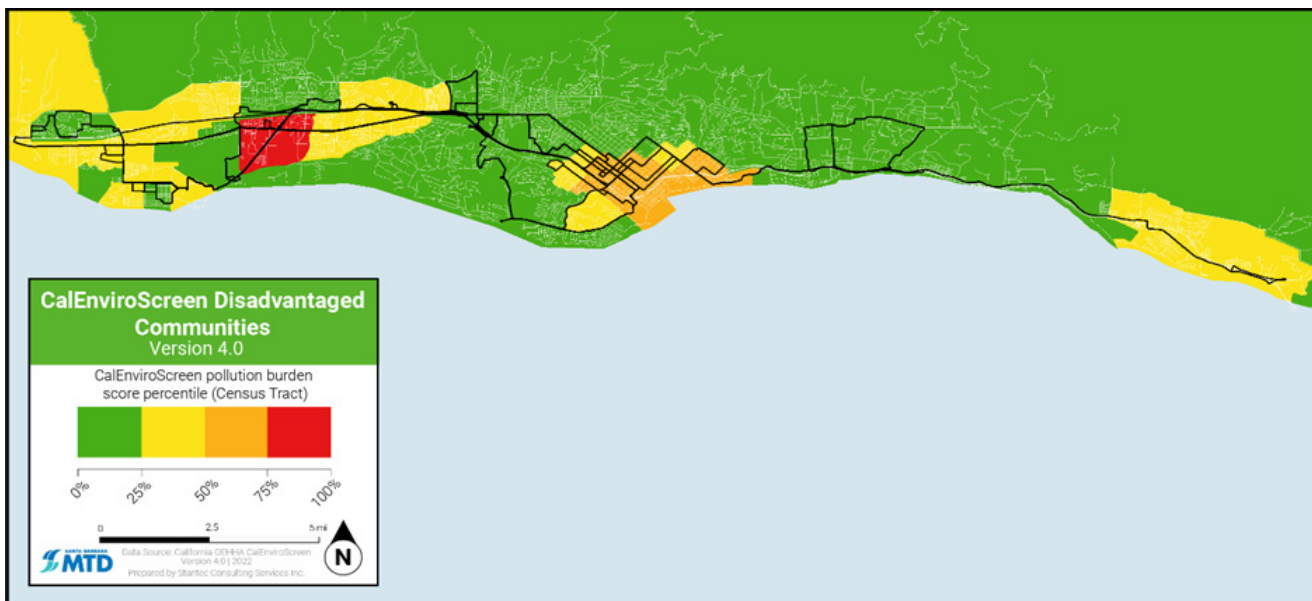 CalEnviroScreen Disadvantaged
Communities
Version 4.0
CalEnviroScreen pollution burden
score percentile (Census Tract)
0%
25%
50%
75%
100%
0
2.5
5 mi
SANTA BARBARA
MTD
Data Source: California OEHHA CalEnviroScreen
Version 4.0 | 2022
Prepared by Stantec Consulting Services Inc.
N